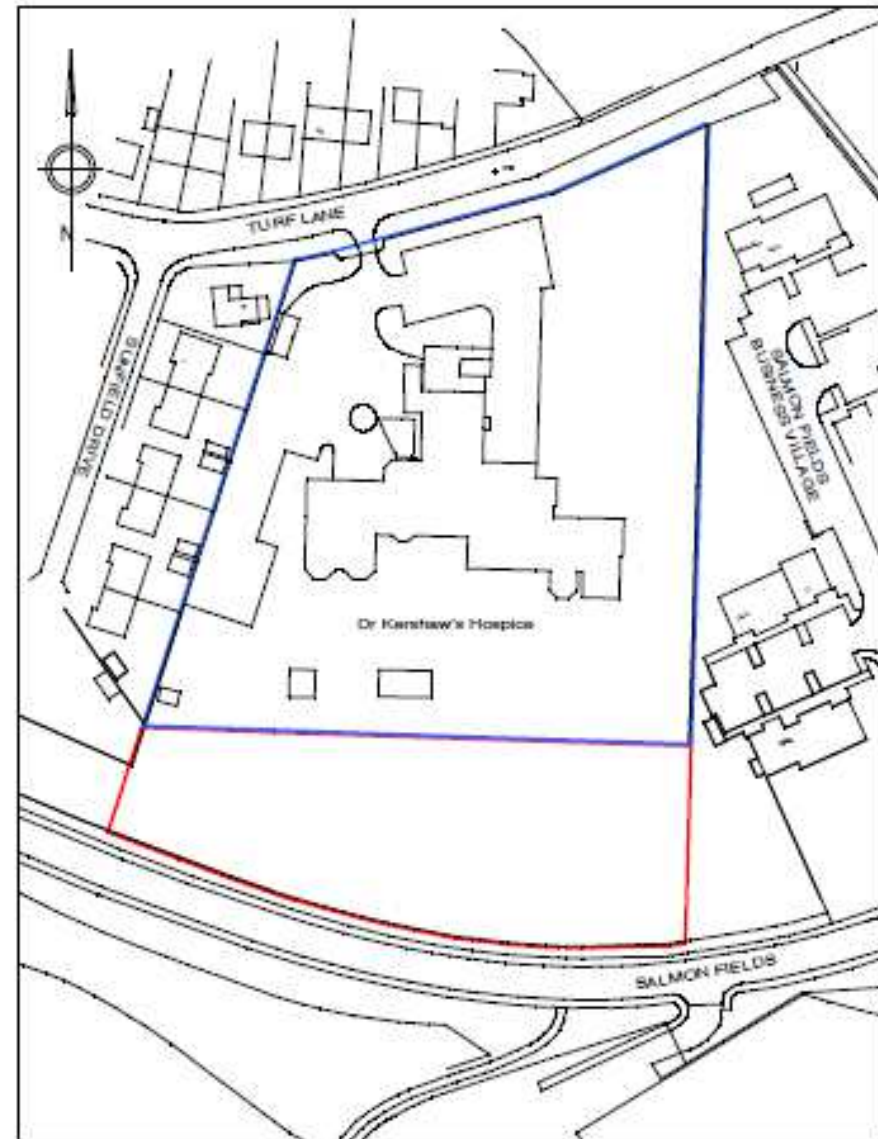 TURF LANE
N
SUNFIELD DRIVE
SALMON FIELDS
BUSINESS VILLAGE
Dr Kershaw's Hospice
SALMON FIELDS